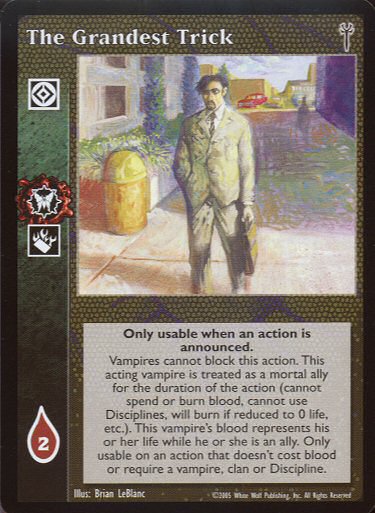 The Grandest Trick
Only usable when an action is
announced.
Vampires cannot block this action. This
acting vampire is treated as a mortal ally
for the duration of the action (cannot
spend or burn blood, cannot use
Disciplines, will burn if reduced to 0 life,
etc.). This vampire's blood represents his
or her life while he or she is an ally. Only
usable on an action that doesn't cost blood
or require a vampire, clan or Discipline.
2
Illus: Brian LeBlanc
©2005 White Wolf Publishing, Inc. All Rights Reserved